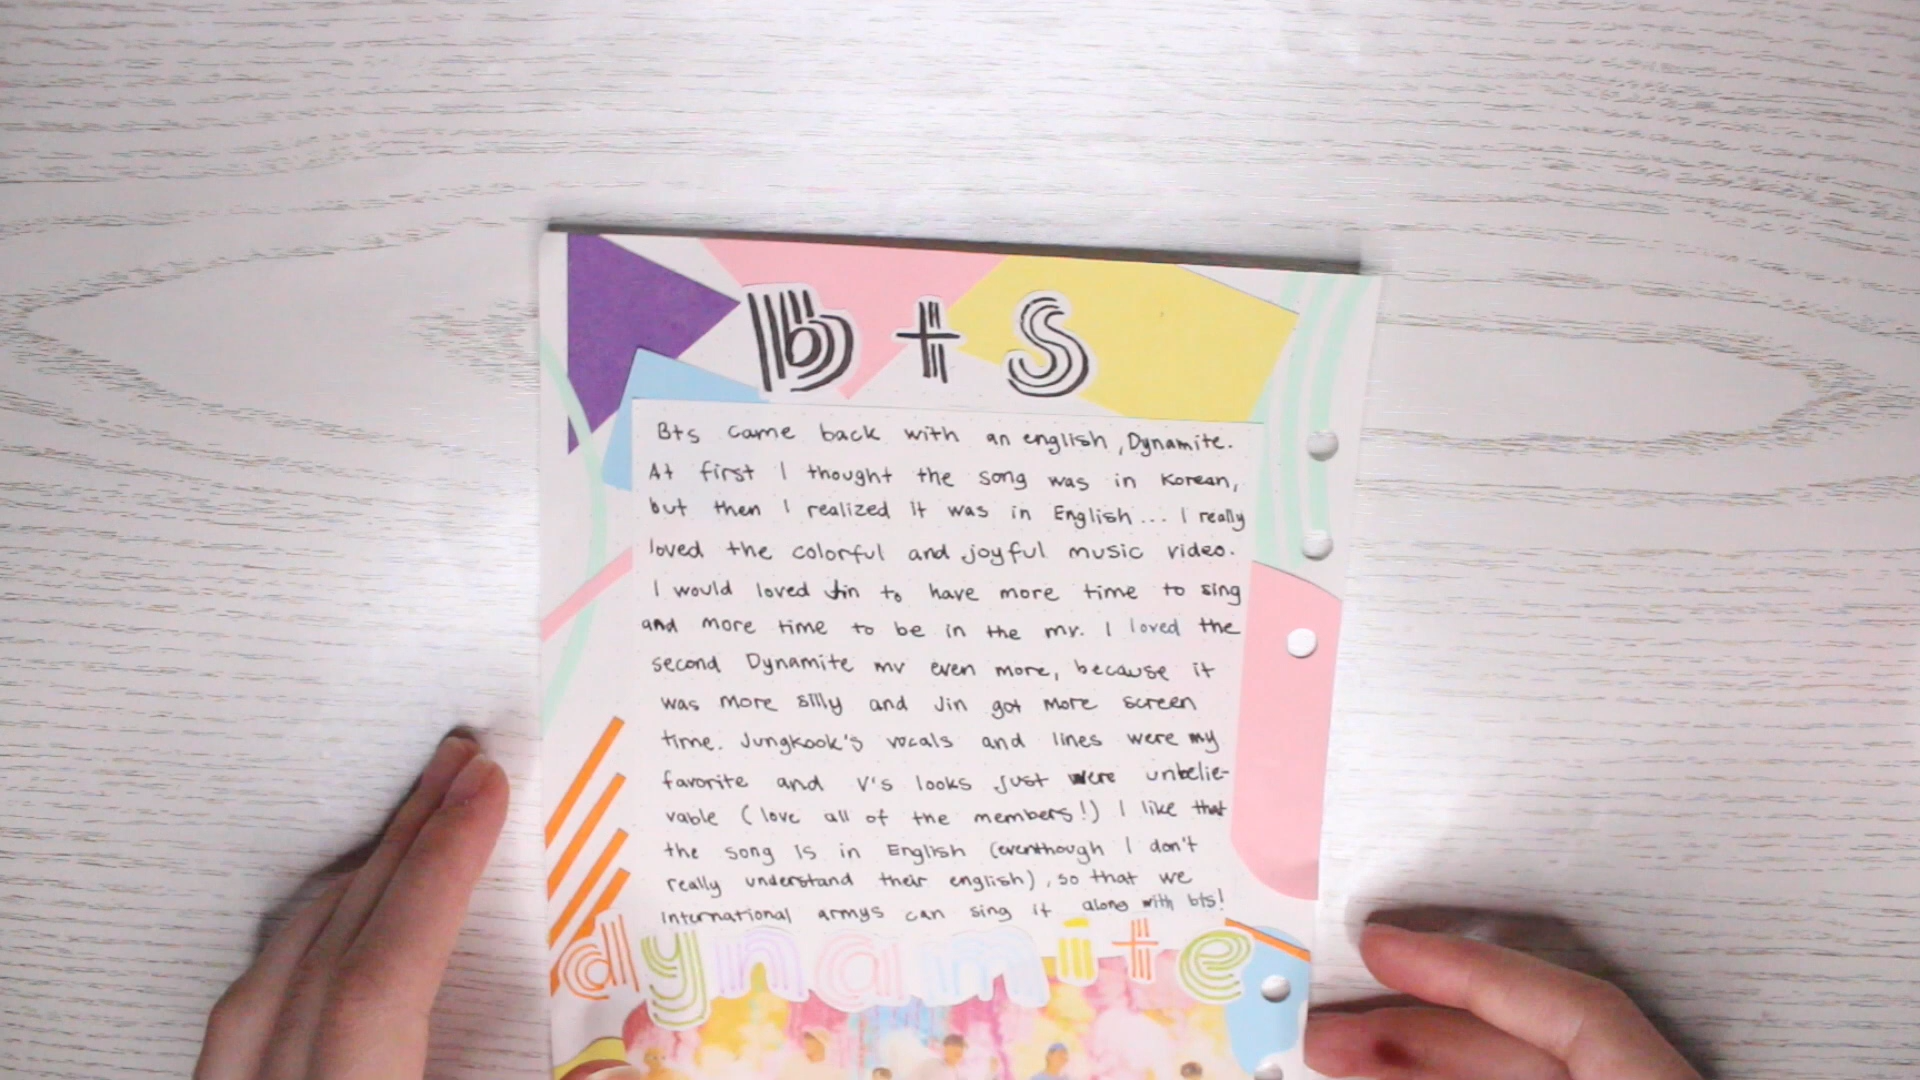 bts
Bts came back with an english, Dynamite.
At first I thought the song was in Korean,
but then I realized it was in English... I really
loved the colorful and joyful music video.
I would loved Jin to have more time to sing
and more time to be in the mv. I loved the
second Dynamite mv even more, because it
was more silly and Jin got more screen
time. Jungkook's vocals and lines were my
favorite and V's looks just were unbelie-
vable (love all of the members!) I like that
the song is in English (eventhough I don't
really understand their english), so that we
international armys can sing it along with bts!
dynamite